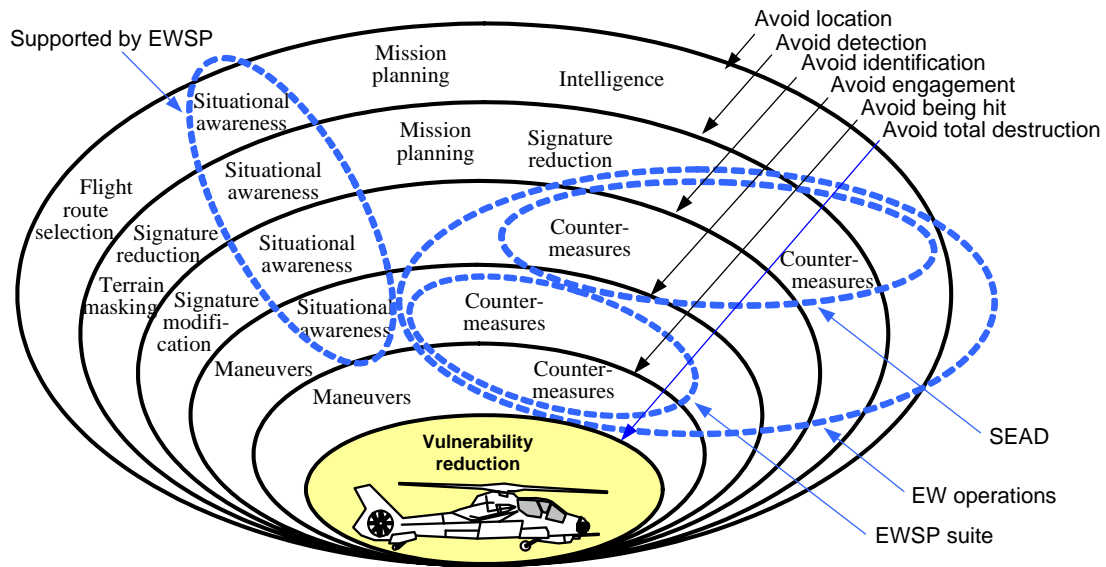 Supported by EWSP
Avoid location
Avoid detection
Avoid identification
Avoid engagement
Avoid being hit
Avoid total destruction
Mission
planning
Intelligence
Situational
awareness
Mission
planning
Signature
reduction
Situational
awareness
Flight
route
selection
Signature
reduction
Situational
awareness
Counter-
measures
Counter-
measures
Terrain
masking
Signature
modifi-
cation
Situational
awareness
Counter-
measures
Maneuvers
Counter-
measures
Maneuvers
Vulnerability
reduction
SEAD
EW operations
EWSP suite